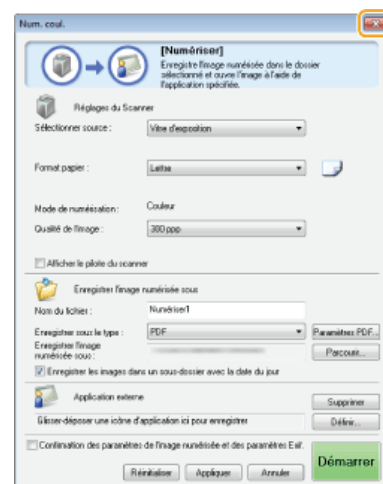 Num. coul.
[Numériser]
Enregistre l'image numérisée dans le dossier
sélectionné et ouvre l'image à l'aide de
l'application spécifiée.
Réglages du Scanner
Sélectionner source : Vitre d'exposition
Format papier : Lettre
Mode de numérisation : Couleur
Qualité de l'image : 300 ppp
Afficher le pilote du scanner
Enregistrer l'image numérisée sous
Nom du fichier : Numériser1
Enregistrer sous le type : PDF Paramètres PDF...
Enregistrer l'image
numérisée sous : Parcourir...
Enregistrer les images dans un sous-dossier avec la date du jour
Application externe Supprimer
Glisser-déposer une icône d'application ici pour enregistrer Définir...
Confirmation des paramètres de l'image numérisée et des paramètres Exif.
Démarrer
Réinitialiser Appliquer Annuler